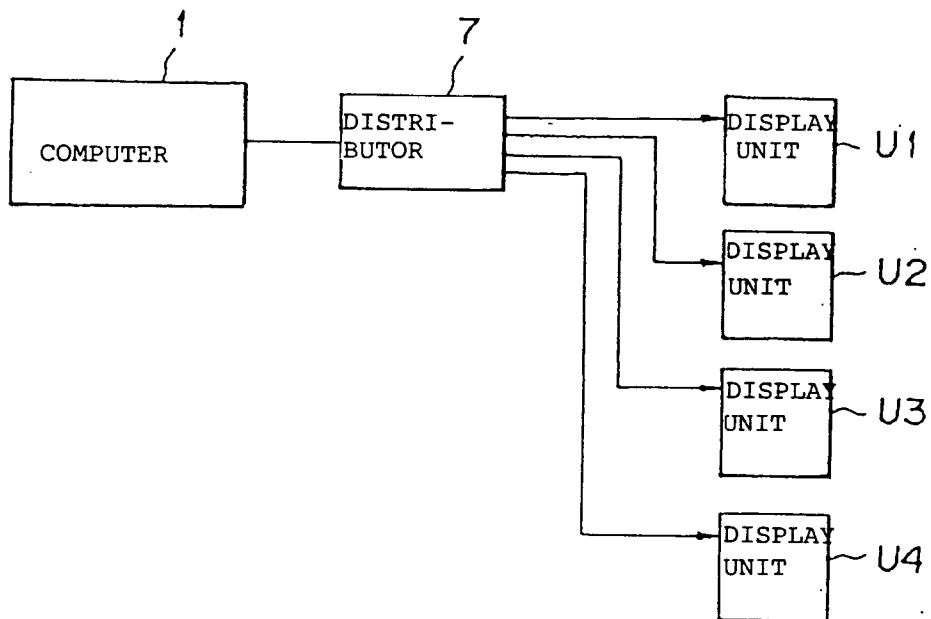 1
7
COMPUTER
DISTRI-
BUTOR
DISPLAY
UNIT
U1
DISPLAY
UNIT
U2
DISPLAY
UNIT
U3
DISPLAY
UNIT
U4